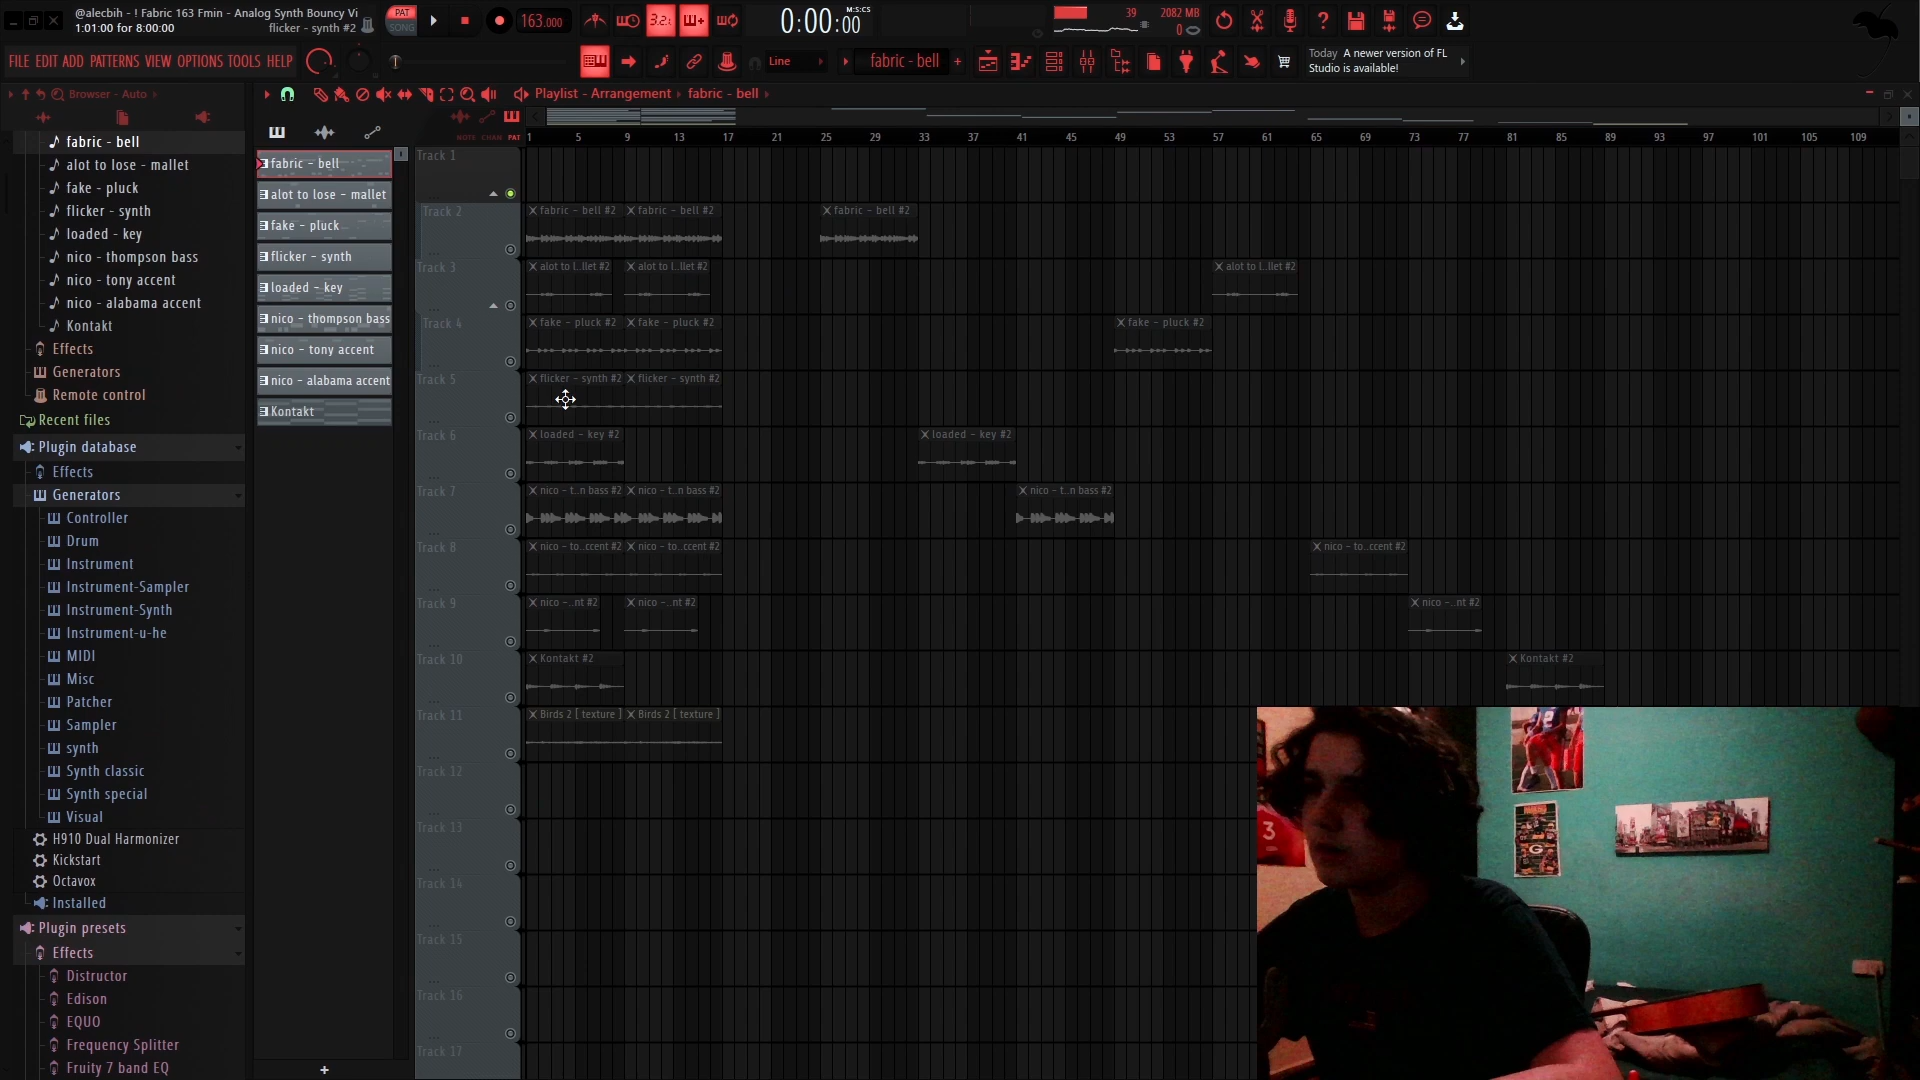 @alecbih - ! Fabric 163 Fmin - Analog Synth Bouncy Vi
1:01:00 for 8:00:00
flicker - synth #2
PAT
SONG
163.000
0:00:00
M:S:CS
39
2082 MB
0
FILE EDIT ADD PATTERNS VIEW OPTIONS TOOLS HELP
Line
fabric - bell
+
Today A newer version of FL
Studio is available!
Browser - Auto
Playlist - Arrangement › fabric - bell
NOTE CHAN PAT
1 5 9 13 17 21 25 29 33 37 41 45 49 53 57 61 65 69 73 77 81 85 89 93 97 101 105 109
fabric - bell
alot to lose - mallet
fake - pluck
flicker - synth
loaded - key
nico - thompson bass
nico - tony accent
nico - alabama accent
Kontakt
Effects
Generators
Remote control
Recent files
Plugin database
Effects
Generators
Controller
Drum
Instrument
Instrument-Sampler
Instrument-Synth
Instrument-u-he
MIDI
Misc
Patcher
Sampler
synth
Synth classic
Synth special
Visual
H910 Dual Harmonizer
Kickstart
Octavox
Installed
Plugin presets
Effects
Distructor
Edison
EQUO
Frequency Splitter
Fruity 7 band EQ
fabric - bell
alot to lose - mallet
fake - pluck
flicker - synth
loaded - key
nico - thompson bass
nico - tony accent
nico - alabama accent
Kontakt
+
Track 1
Track 2
fabric - bell #2 fabric - bell #2 fabric - bell #2
Track 3
alot to l..llet #2 alot to l..llet #2 alot to l..llet #2
Track 4
fake - pluck #2 fake - pluck #2 fake - pluck #2
Track 5
flicker - synth #2 flicker - synth #2
Track 6
loaded - key #2 loaded - key #2
Track 7
nico - t..n bass #2 nico - t..n bass #2 nico - t..n bass #2
Track 8
nico - to..ccent #2 nico - to..ccent #2 nico - to..ccent #2
Track 9
nico -..nt #2 nico -..nt #2 nico -..nt #2
Track 10
Kontakt #2 Kontakt #2
Track 11
Birds 2 [ texture ] Birds 2 [ texture ]
Track 12
Track 13
Track 14
Track 15
Track 16
Track 17
3
2
G